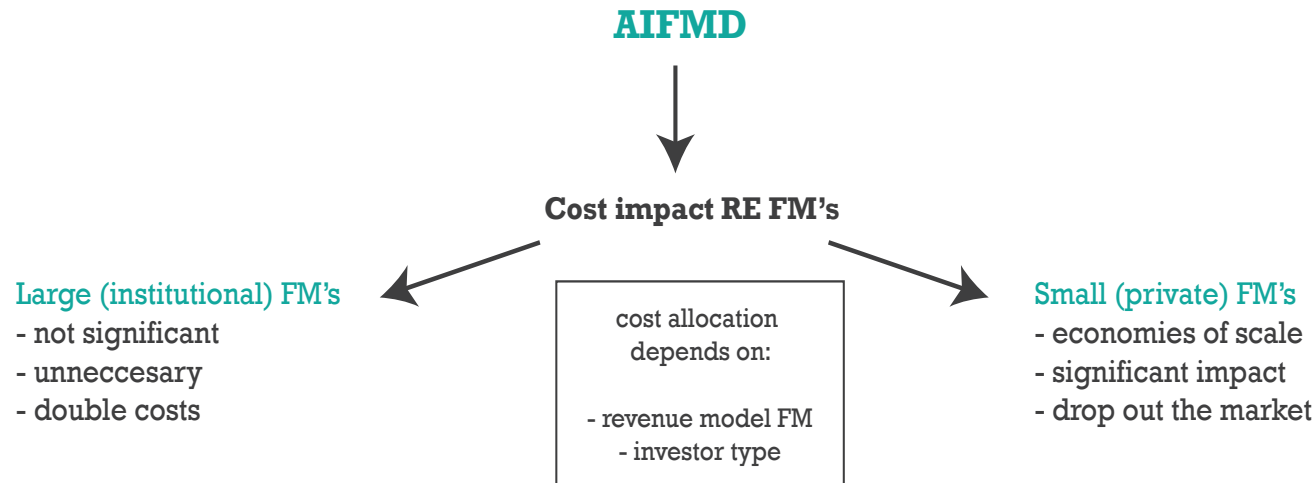 AIFMD
Cost impact RE FM’s
Large (institutional) FM’s
- not significant
- unneccesary
- double costs
cost allocation
depends on:
- revenue model FM
- investor type
Small (private) FM’s
- economies of scale
- significant impact
- drop out the market